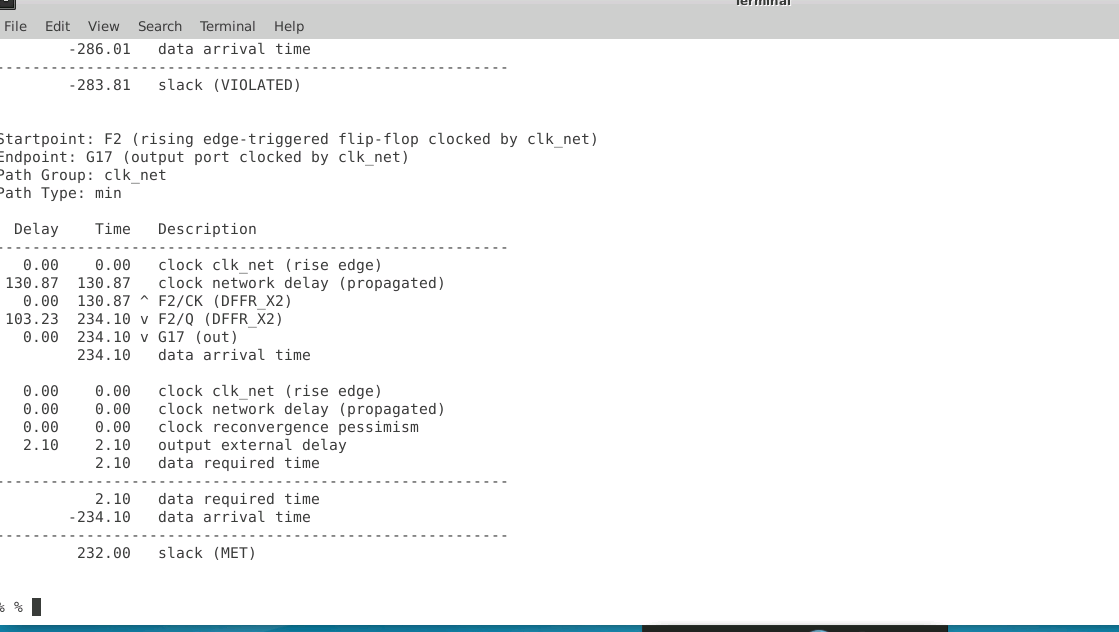 Terminal
File Edit View Search Terminal Help
-286.01 data arrival time
---------------------------------------------------------
-283.81 slack (VIOLATED)
Startpoint: F2 (rising edge-triggered flip-flop clocked by clk_net)
Endpoint: G17 (output port clocked by clk_net)
Path Group: clk_net
Path Type: min
Delay Time Description
---------------------------------------------------------
0.00 0.00 clock clk_net (rise edge)
130.87 130.87 clock network delay (propagated)
0.00 130.87 ^ F2/CK (DFFR_X2)
103.23 234.10 v F2/Q (DFFR_X2)
0.00 234.10 v G17 (out)
234.10 data arrival time
0.00 0.00 clock clk_net (rise edge)
0.00 0.00 clock network delay (propagated)
0.00 0.00 clock reconvergence pessimism
2.10 2.10 output external delay
2.10 data required time
---------------------------------------------------------
2.10 data required time
-234.10 data arrival time
---------------------------------------------------------
232.00 slack (MET)
% %